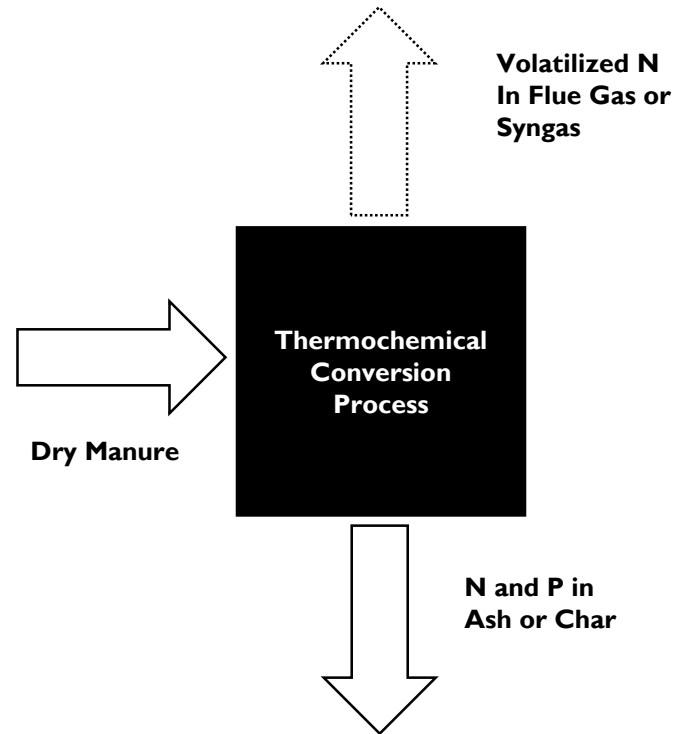 Volatilized N
In Flue Gas or
Syngas
Thermochemical
Conversion
Process
Dry Manure
N and P in
Ash or Char